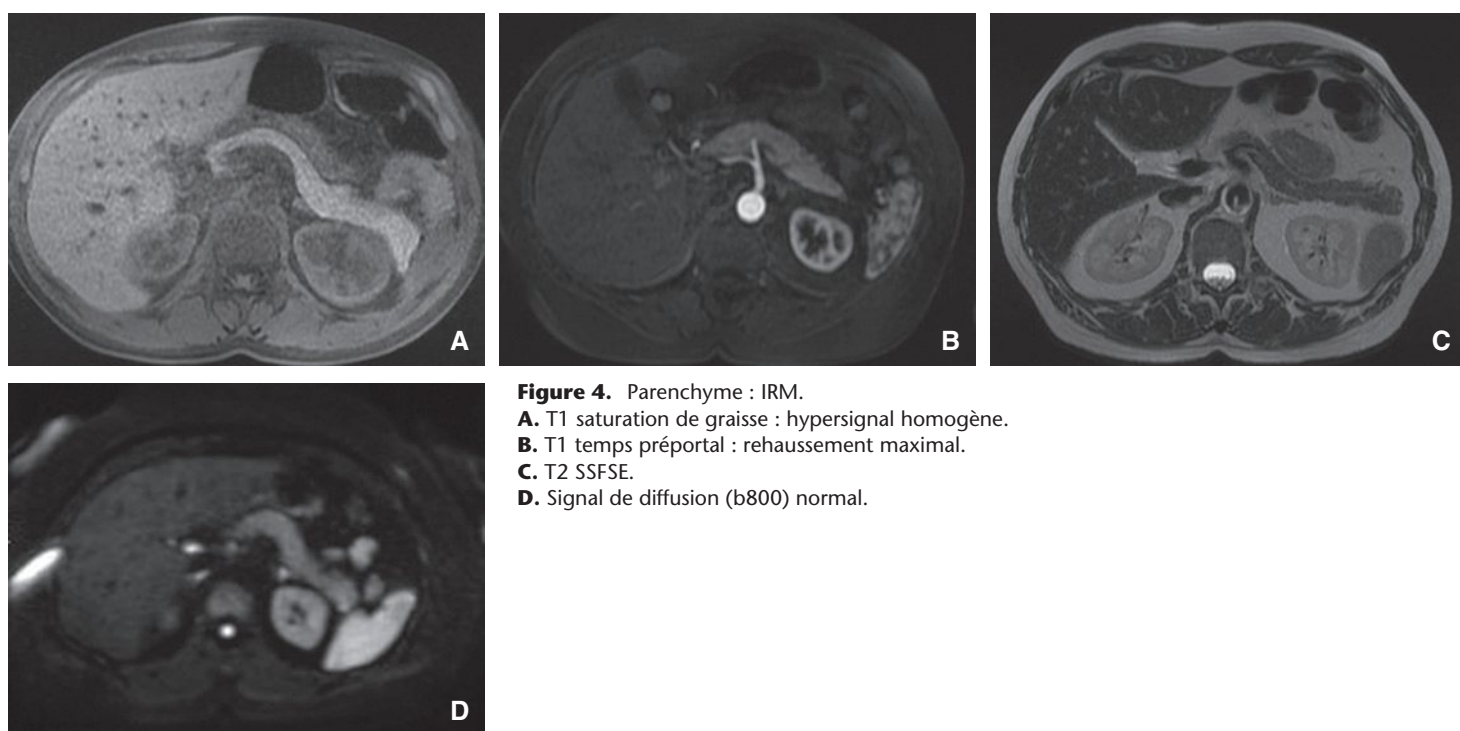 A
B
C
D
Figure 4. Parenchyme : IRM.
A. T1 saturation de graisse : hypersignal homogène.
B. T1 temps préportal : rehaussement maximal.
C. T2 SSFSE.
D. Signal de diffusion (b800) normal.